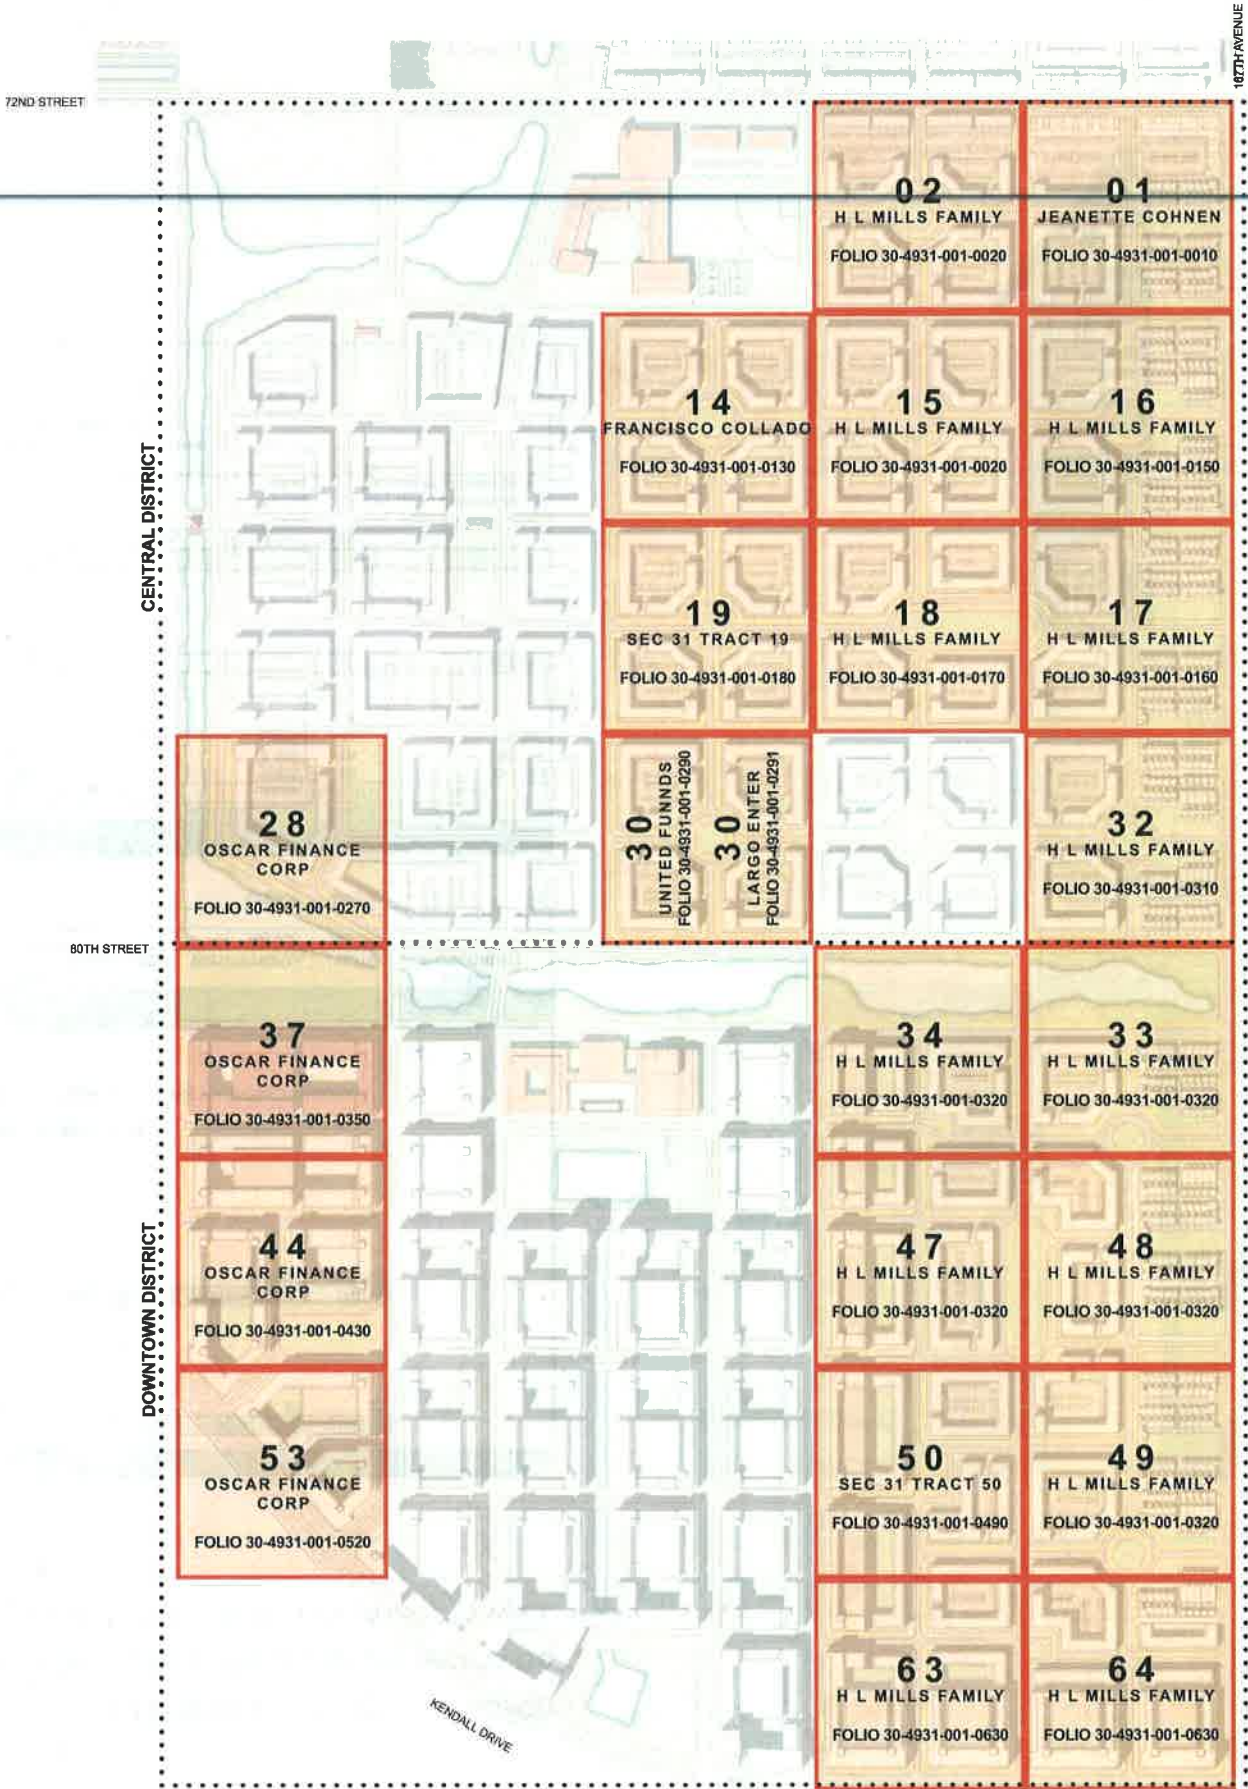 167TH AVENUE
72ND STREET
02
H L MILLS FAMILY
FOLIO 30-4931-001-0020
01
JEANETTE COHNEN
FOLIO 30-4931-001-0010
CENTRAL DISTRICT
14
FRANCISCO COLLADO
FOLIO 30-4931-001-0130
15
H L MILLS FAMILY
FOLIO 30-4931-001-0020
16
H L MILLS FAMILY
FOLIO 30-4931-001-0150
19
SEC 31 TRACT 19
FOLIO 30-4931-001-0180
18
H L MILLS FAMILY
FOLIO 30-4931-001-0170
17
H L MILLS FAMILY
FOLIO 30-4931-001-0160
28
OSCAR FINANCE
CORP
FOLIO 30-4931-001-0270
30
UNITED FUNNDS
FOLIO 30-4931-001-0290
30
LARGO ENTER
FOLIO 30-4931-001-0291
32
H L MILLS FAMILY
FOLIO 30-4931-001-0310
80TH STREET
DOWNTOWN DISTRICT
37
OSCAR FINANCE
CORP
FOLIO 30-4931-001-0350
34
H L MILLS FAMILY
FOLIO 30-4931-001-0320
33
H L MILLS FAMILY
FOLIO 30-4931-001-0320
44
OSCAR FINANCE
CORP
FOLIO 30-4931-001-0430
47
H L MILLS FAMILY
FOLIO 30-4931-001-0320
48
H L MILLS FAMILY
FOLIO 30-4931-001-0320
53
OSCAR FINANCE
CORP
FOLIO 30-4931-001-0520
50
SEC 31 TRACT 50
FOLIO 30-4931-001-0490
49
H L MILLS FAMILY
FOLIO 30-4931-001-0320
63
H L MILLS FAMILY
FOLIO 30-4931-001-0630
64
H L MILLS FAMILY
FOLIO 30-4931-001-0630
KENDALL DRIVE